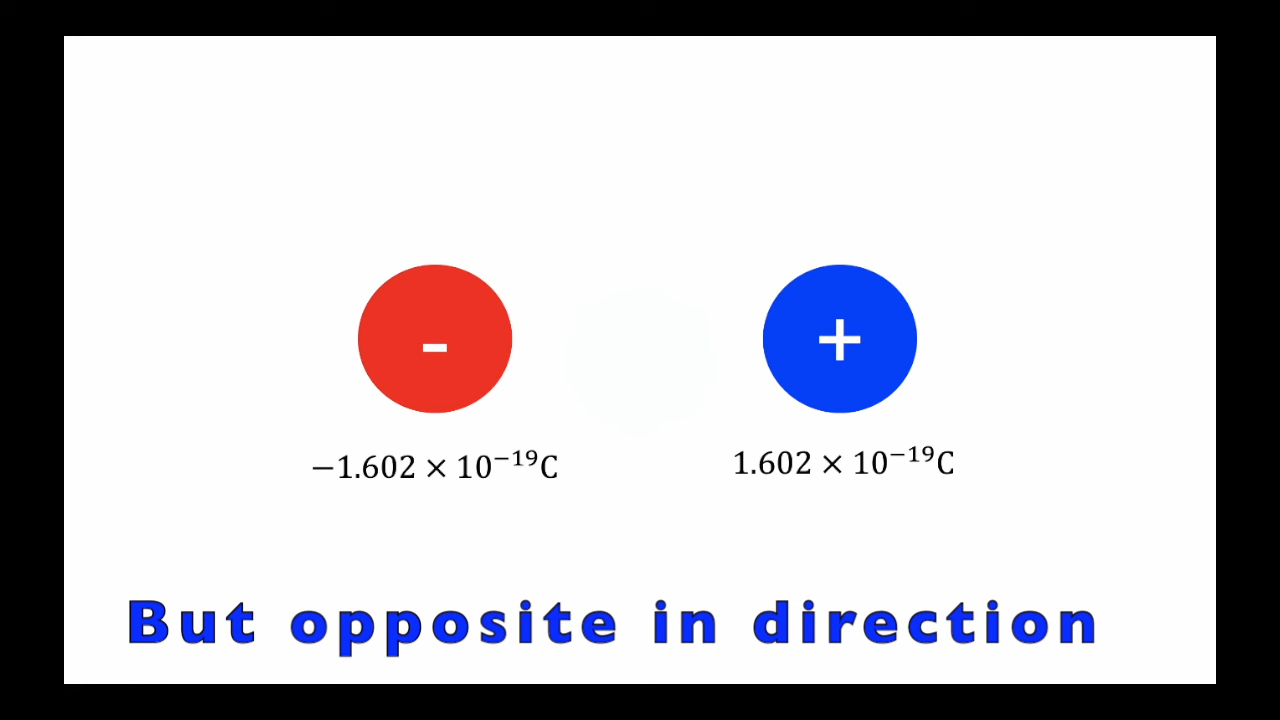 - +
−1.602 × 10⁻¹⁹C 1.602 × 10⁻¹⁹C
But opposite in direction